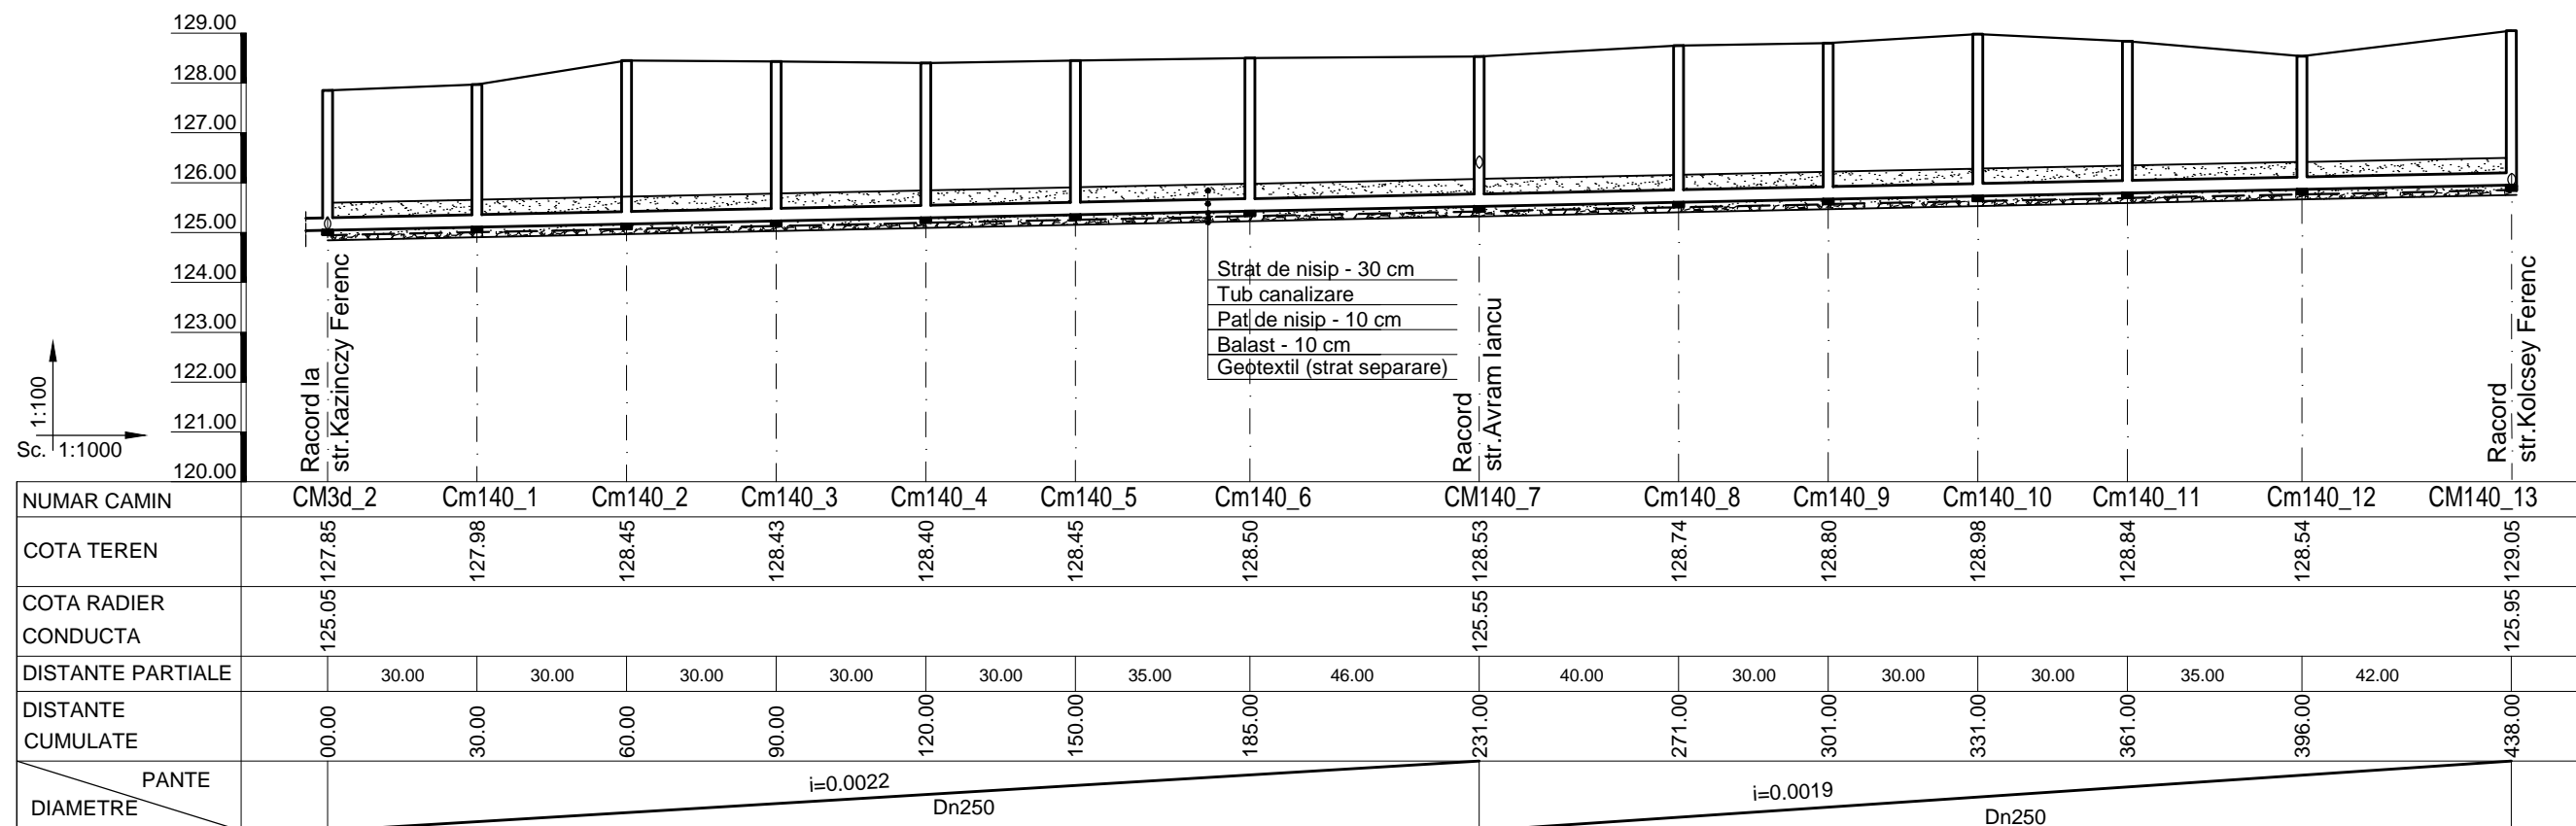 129.00
128.00
127.00
126.00
125.00
124.00
123.00
122.00
121.00
120.00
1:100
Sc. 1:1000
Racord la
str.Kazinczy Ferenc
Strat de nisip - 30 cm
Tub canalizare
Pat de nisip - 10 cm
Balast - 10 cm
Geotextil (strat separare)
Racord
str.Avram Iancu
Racord
str.Kolcsey Ferenc
NUMAR CAMIN CM3d_2 Cm140_1 Cm140_2 Cm140_3 Cm140_4 Cm140_5 Cm140_6 CM140_7 Cm140_8 Cm140_9 Cm140_10 Cm140_11 Cm140_12 CM140_13
COTA TEREN 127.85 127.98 128.45 128.43 128.40 128.45 128.50 128.53 128.74 128.80 128.98 128.84 128.54 129.05
COTA RADIER
CONDUCTA 125.05 125.55 125.95
DISTANTE PARTIALE 30.00 30.00 30.00 30.00 30.00 35.00 46.00 40.00 30.00 30.00 30.00 35.00 42.00
DISTANTE
CUMULATE 00.00 30.00 60.00 90.00 120.00 150.00 185.00 231.00 271.00 301.00 331.00 361.00 396.00 438.00
PANTE i=0.0022 i=0.0019
DIAMETRE Dn250 Dn250